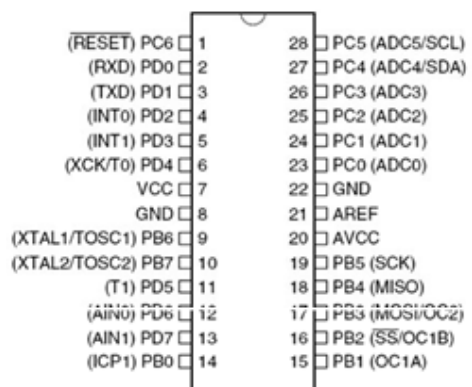 (RESET) PC6 1 28 PC5 (ADC5/SCL)
(RXD) PD0 2 27 PC4 (ADC4/SDA)
(TXD) PD1 3 26 PC3 (ADC3)
(INT0) PD2 4 25 PC2 (ADC2)
(INT1) PD3 5 24 PC1 (ADC1)
(XCK/T0) PD4 6 23 PC0 (ADC0)
VCC 7 22 GND
GND 8 21 AREF
(XTAL1/TOSC1) PB6 9 20 AVCC
(XTAL2/TOSC2) PB7 10 19 PB5 (SCK)
(T1) PD5 11 18 PB4 (MISO)
(AIN0) PD6 12 17 PB3 (MOSI/OC2)
(AIN1) PD7 13 16 PB2 (SS/OC1B)
(ICP1) PB0 14 15 PB1 (OC1A)